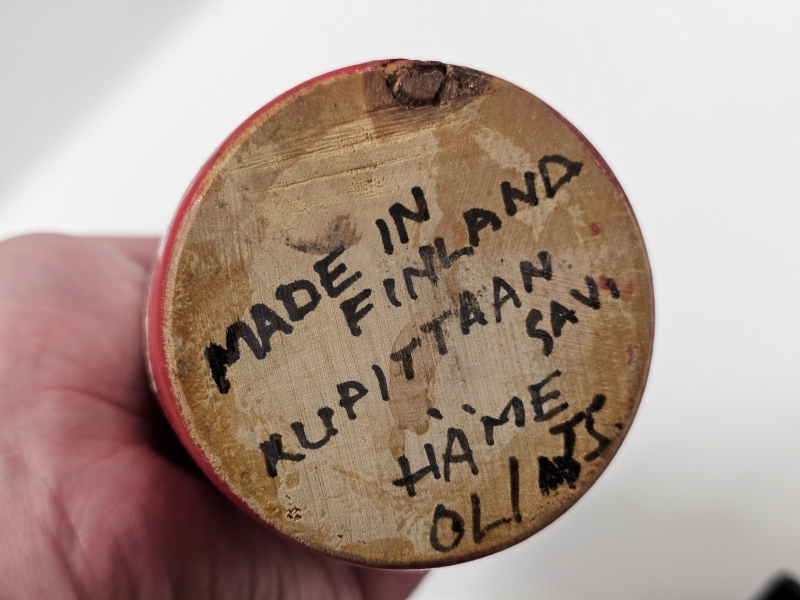 MADE IN
FINLAND
KUPITTAAN
SAVI
HÄME
OLI